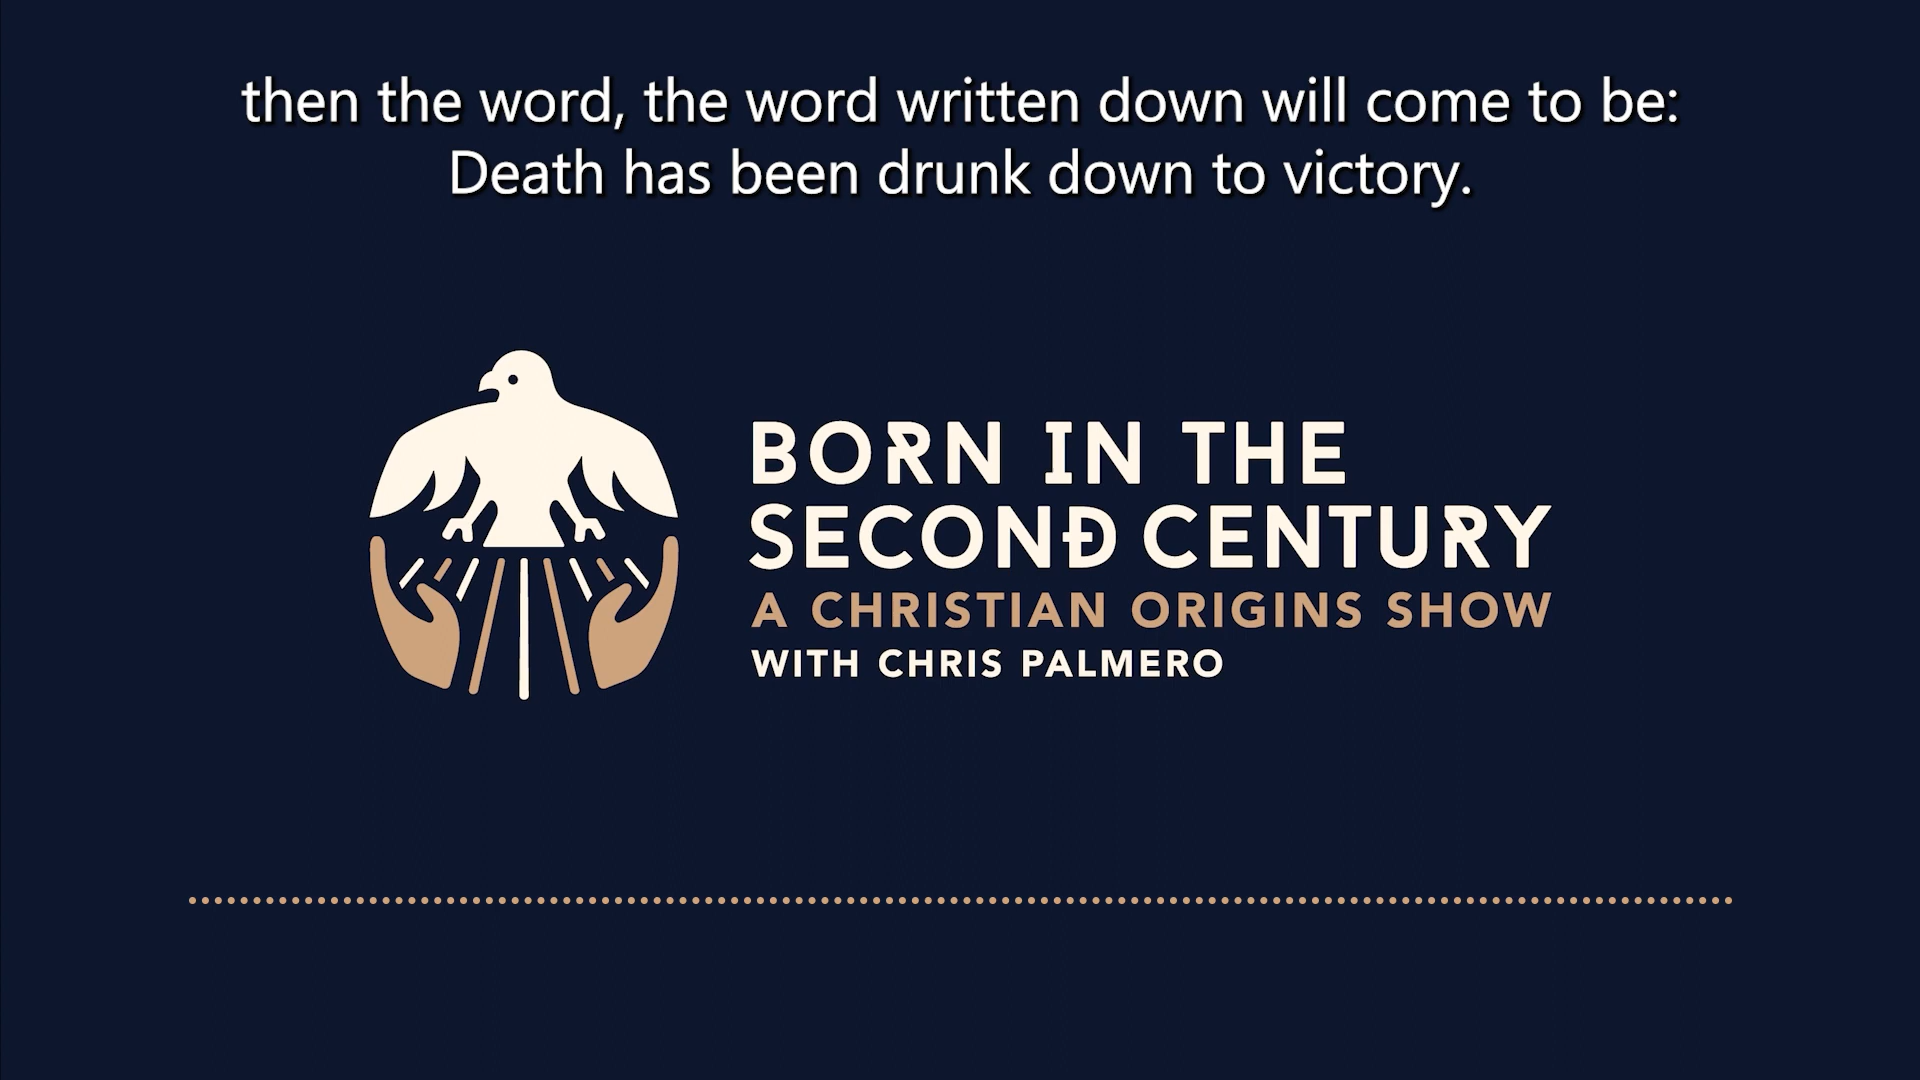 then the word, the word written down will come to be:
Death has been drunk down to victory.
BORN IN THE
SECOND CENTURY
A CHRISTIAN ORIGINS SHOW
WITH CHRIS PALMERO